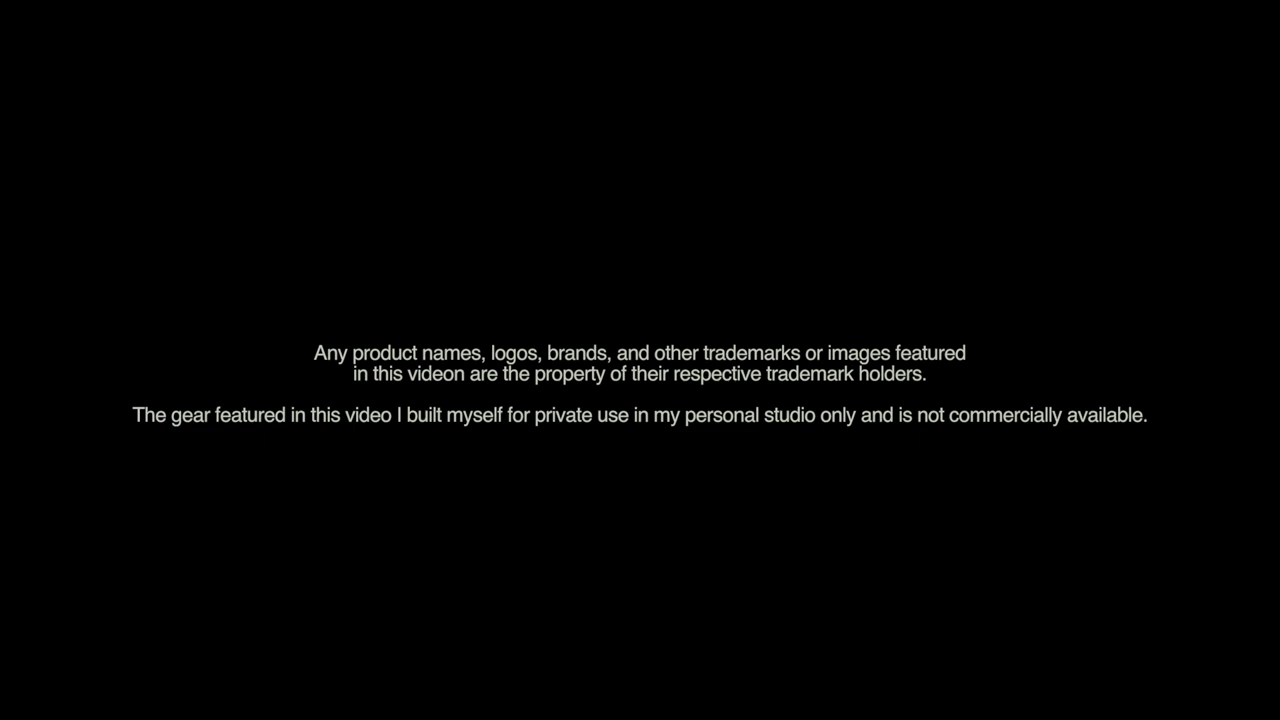 Any product names, logos, brands, and other trademarks or images featured
in this videon are the property of their respective trademark holders.
The gear featured in this video I built myself for private use in my personal studio only and is not commercially available.